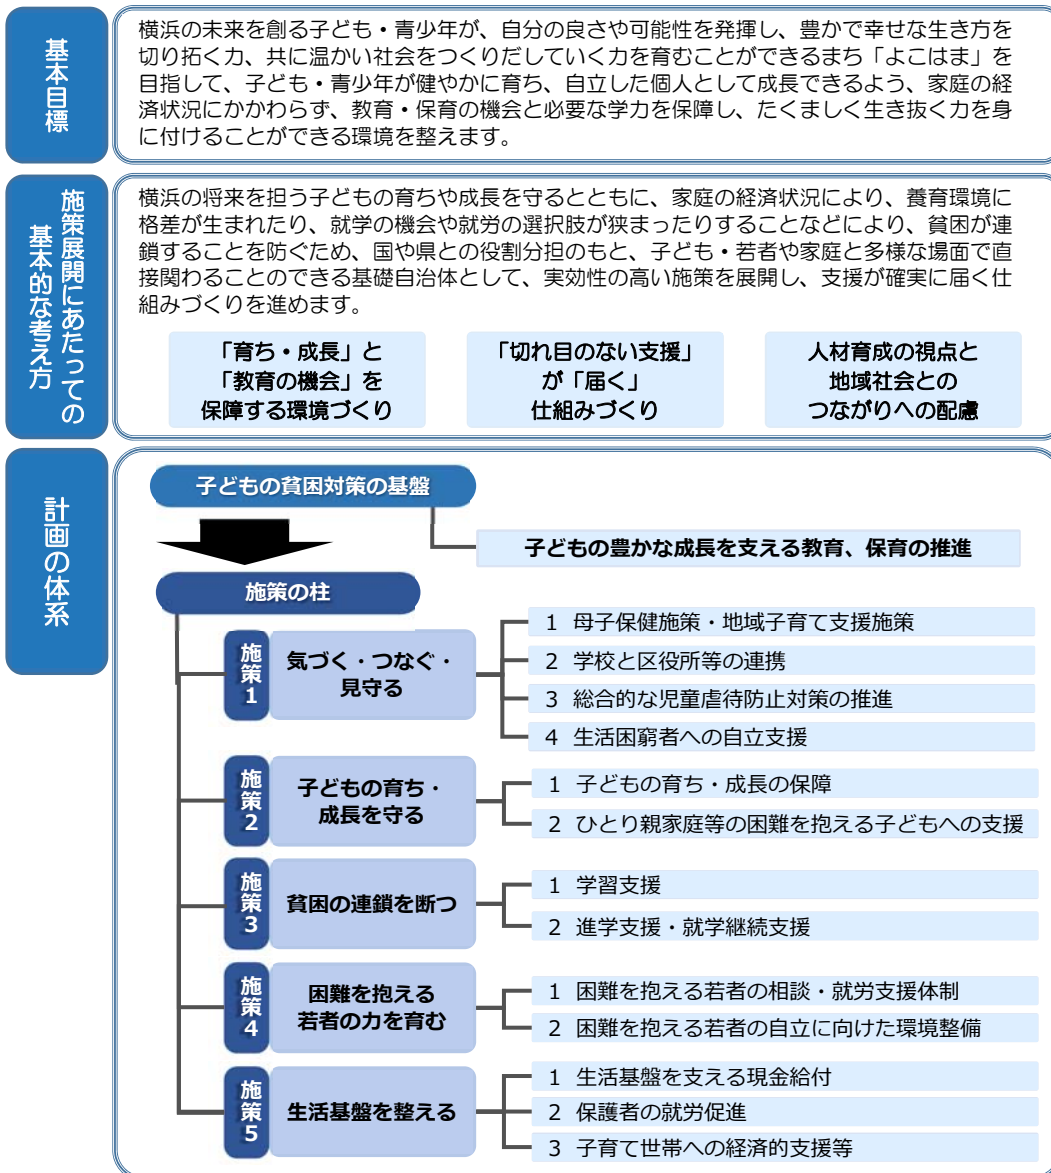 基本目標
横浜の未来を創る子ども・青少年が、自分の良さや可能性を発揮し、豊かで幸せな生き方を
切り拓く力、共に温かい社会をつくりだしていく力を育むことができるまち「よこはま」を
目指して、子ども・青少年が健やかに育ち、自立した個人として成長できるよう、家庭の経
済状況にかかわらず、教育・保育の機会と必要な学力を保障し、たくましく生き抜く力を身
に付けることができる環境を整えます。
施策展開にあたっての
基本的な考え方
横浜の将来を担う子どもの育ちや成長を守るとともに、家庭の経済状況により、養育環境に
格差が生まれたり、就学の機会や就労の選択肢が狭まったりすることなどにより、貧困が連
鎖することを防ぐため、国や県との役割分担のもと、子ども・若者や家庭と多様な場面で直
接関わることのできる基礎自治体として、実効性の高い施策を展開し、支援が確実に届く仕
組みづくりを進めます。
「育ち・成長」と
「教育の機会」を
保障する環境づくり
「切れ目のない支援」
が「届く」
仕組みづくり
人材育成の視点と
地域社会との
つながりへの配慮
計画の体系
子どもの貧困対策の基盤
子どもの豊かな成長を支える教育、保育の推進
施策の柱
施策1
気づく・つなぐ・
見守る
1 母子保健施策・地域子育て支援施策
2 学校と区役所等の連携
3 総合的な児童虐待防止対策の推進
4 生活困窮者への自立支援
施策2
子どもの育ち・
成長を守る
1 子どもの育ち・成長の保障
2 ひとり親家庭等の困難を抱える子どもへの支援
施策3
貧困の連鎖を断つ
1 学習支援
2 進学支援・就学継続支援
施策4
困難を抱える
若者の力を育む
1 困難を抱える若者の相談・就労支援体制
2 困難を抱える若者の自立に向けた環境整備
施策5
生活基盤を整える
1 生活基盤を支える現金給付
2 保護者の就労促進
3 子育て世帯への経済的支援等